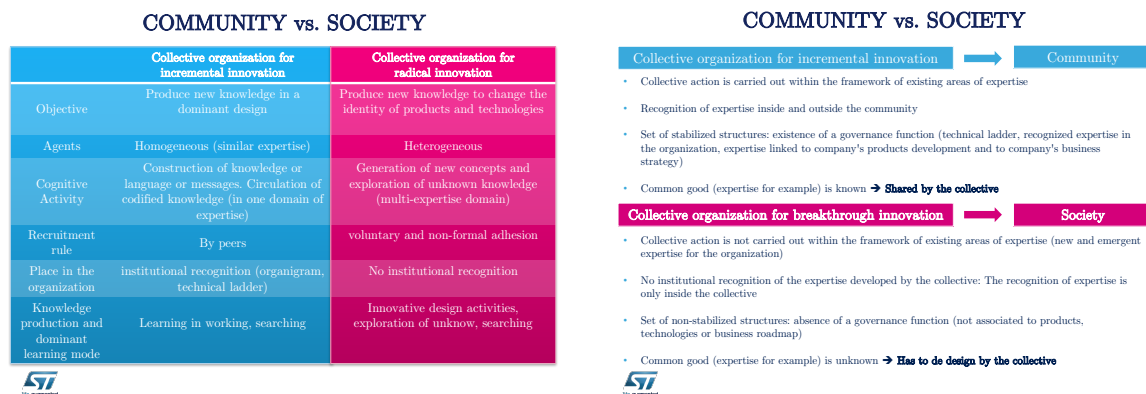 COMMUNITY vs. SOCIETY
Collective organization for
incremental innovation
Collective organization for
radical innovation
Objective
Produce new knowledge in a
dominant design
Produce new knowledge to change the
identity of products and technologies
Agents
Homogeneous (similar expertise)
Heterogeneous
Cognitive
Activity
Construction of knowledge or
language or messages. Circulation of
codified knowledge (in one domain of
expertise)
Generation of new concepts and
exploration of unknown knowledge
(multi-expertise domain)
Recruitment
rule
By peers
voluntary and non-formal adhesion
Place in the
organization
institutional recognition (organigram,
technical ladder)
No institutional recognition
Knowledge
production and
dominant
learning mode
Learning in working, searching
Innovative design activities,
exploration of unknow, searching
ST
COMMUNITY vs. SOCIETY
Collective organization for incremental innovation
Community
• Collective action is carried out within the framework of existing areas of expertise
• Recognition of expertise inside and outside the community
• Set of stabilized structures: existence of a governance function (technical ladder, recognized expertise in
the organization, expertise linked to company's products development and to company's business
strategy)
• Common good (expertise for example) is known ➔ Shared by the collective
Collective organization for breakthrough innovation
Society
• Collective action is not carried out within the framework of existing areas of expertise (new and emergent
expertise for the organization)
• No institutional recognition of the expertise developed by the collective: The recognition of expertise is
only inside the collective
• Set of non-stabilized structures: absence of a governance function (not associated to products,
technologies or business roadmap)
• Common good (expertise for example) is unknown ➔ Has to de design by the collective
ST